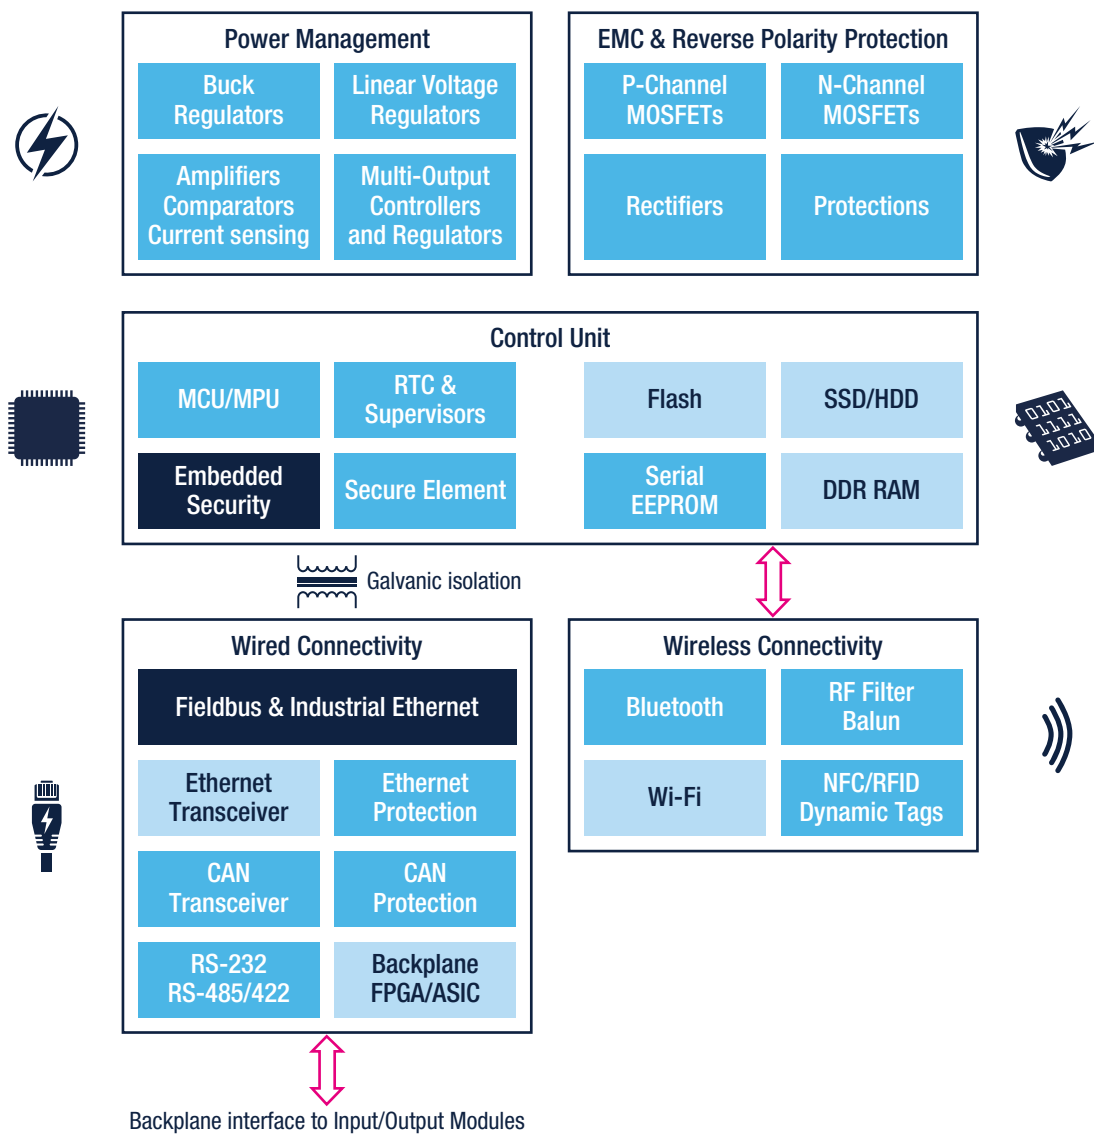 Power Management
Buck
Regulators
Linear Voltage
Regulators
Amplifiers
Comparators
Current sensing
Multi-Output
Controllers
and Regulators
EMC & Reverse Polarity Protection
P-Channel
MOSFETs
N-Channel
MOSFETs
Rectifiers
Protections
Control Unit
MCU/MPU
RTC &
Supervisors
Flash
SSD/HDD
Embedded
Security
Secure Element
Serial
EEPROM
DDR RAM
0101
1111
1010
Galvanic isolation
Wired Connectivity
Fieldbus & Industrial Ethernet
Ethernet
Transceiver
Ethernet
Protection
CAN
Transceiver
CAN
Protection
RS-232
RS-485/422
Backplane
FPGA/ASIC
Wireless Connectivity
Bluetooth
RF Filter
Balun
Wi-Fi
NFC/RFID
Dynamic Tags
Backplane interface to Input/Output Modules